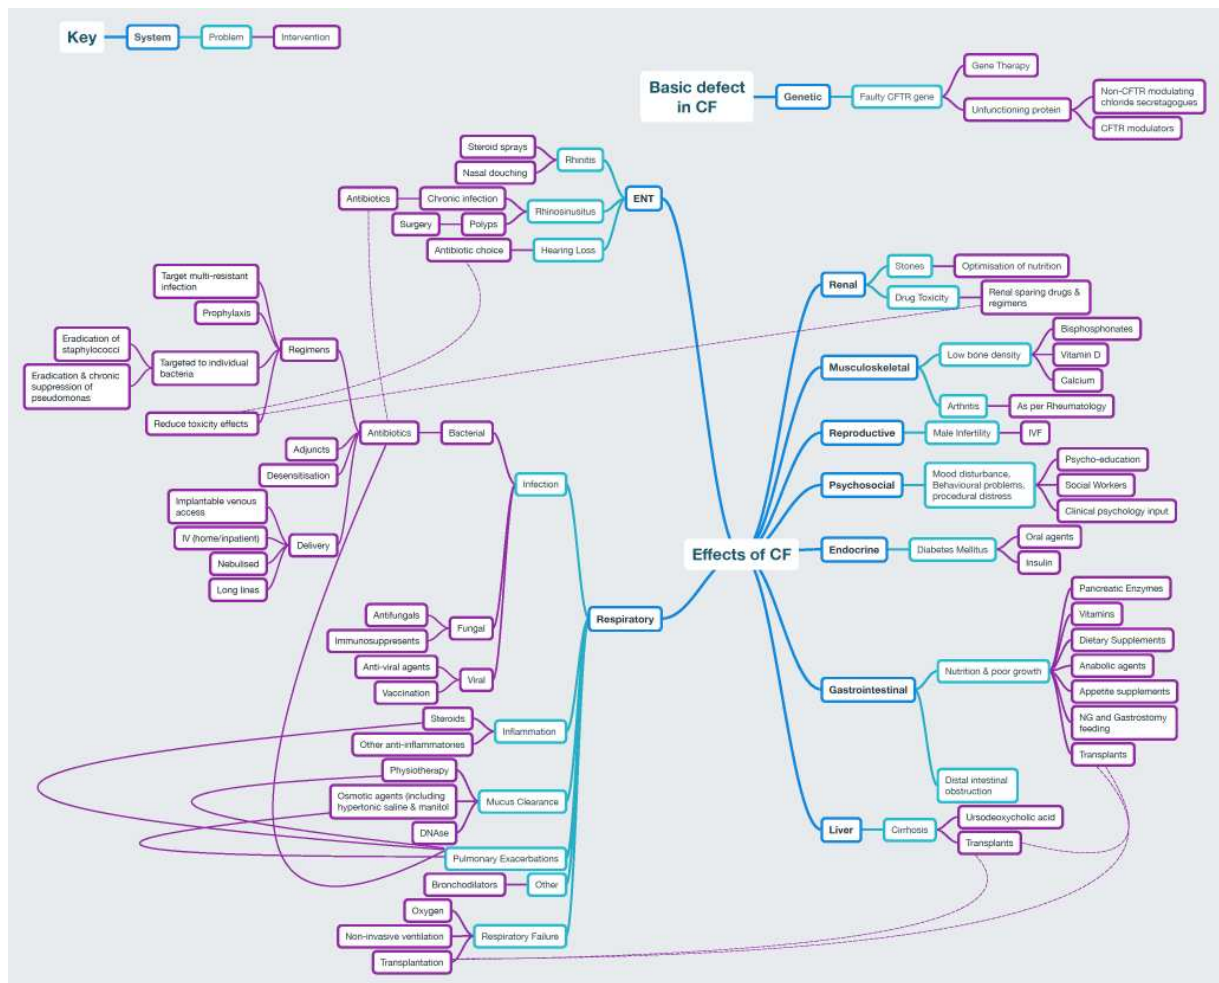 Key
System
Problem
Intervention
Basic defect
in CF
Genetic
Faulty CFTR gene
Gene Therapy
Unfunctioning protein
Non-CFTR modulating
chloride secretagogues
CFTR modulators
Steroid sprays
Nasal douching
Rhinitis
Antibiotics
Chronic infection
Surgery
Polyps
Rhinosinusitus
ENT
Antibiotic choice
Hearing Loss
Target multi-resistant
infection
Prophylaxis
Eradication of
staphylococci
Eradication & chronic
suppression of
pseudomonas
Targeted to individual
bacteria
Regimens
Reduce toxicity effects
Antibiotics
Bacterial
Adjuncts
Desensitisation
Infection
Implantable venous
access
IV (home/inpatient)
Nebulised
Long lines
Delivery
Antifungals
Immunosuppresents
Fungal
Anti-viral agents
Vaccination
Viral
Respiratory
Steroids
Other anti-inflammatories
Inflammation
Physiotherapy
Osmotic agents (including
hypertonic saline & manitol
DNAse
Mucus Clearance
Pulmonary Exacerbations
Bronchodilators
Other
Oxygen
Non-invasive ventilation
Transplantation
Respiratory Failure
Effects of CF
Renal
Stones
Optimisation of nutrition
Drug Toxicity
Renal sparing drugs &
regimens
Musculoskeletal
Low bone density
Bisphosphonates
Vitamin D
Calcium
Arthritis
As per Rheumatology
Reproductive
Male Infertility
IVF
Psychosocial
Mood disturbance,
Behavioural problems,
procedural distress
Psycho-education
Social Workers
Clinical psychology input
Endocrine
Diabetes Mellitus
Oral agents
Insulin
Gastrointestinal
Nutrition & poor growth
Pancreatic Enzymes
Vitamins
Dietary Supplements
Anabolic agents
Appetite supplements
NG and Gastrostomy
feeding
Transplants
Distal intestinal
obstruction
Liver
Cirrhosis
Ursodeoxycholic acid
Transplants